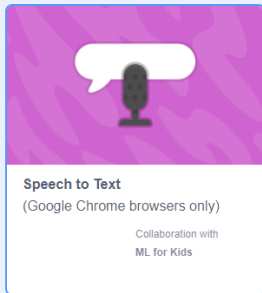 Speech to Text
(Google Chrome browsers only)
Collaboration with
ML for Kids